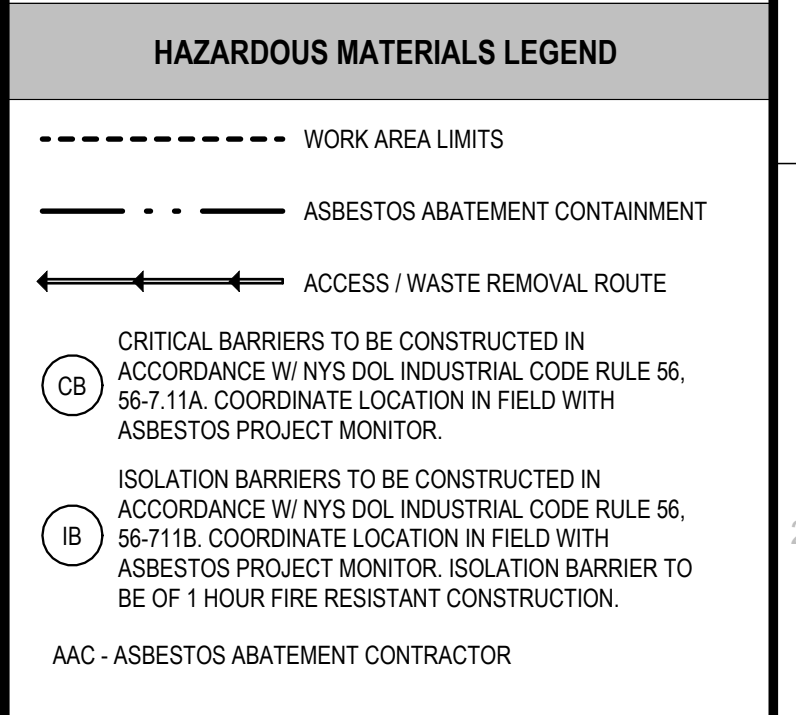 HAZARDOUS MATERIALS LEGEND
WORK AREA LIMITS
ASBESTOS ABATEMENT CONTAINMENT
ACCESS / WASTE REMOVAL ROUTE
CB
CRITICAL BARRIERS TO BE CONSTRUCTED IN
ACCORDANCE W/ NYS DOL INDUSTRIAL CODE RULE 56,
56-7.11A. COORDINATE LOCATION IN FIELD WITH
ASBESTOS PROJECT MONITOR.
IB
ISOLATION BARRIERS TO BE CONSTRUCTED IN
ACCORDANCE W/ NYS DOL INDUSTRIAL CODE RULE 56,
56-711B. COORDINATE LOCATION IN FIELD WITH
ASBESTOS PROJECT MONITOR. ISOLATION BARRIER TO
BE OF 1 HOUR FIRE RESISTANT CONSTRUCTION.
AAC - ASBESTOS ABATEMENT CONTRACTOR